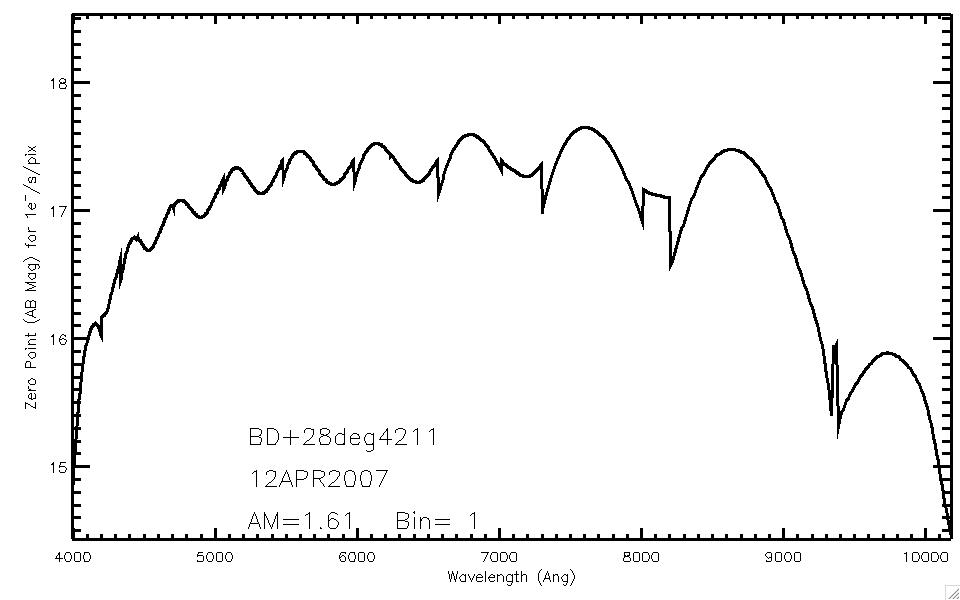 18
17
16
15
Zero Point (AB Mag) for 1e⁻/s/pix
BD+28deg4211
12APR2007
AM=1.61 Bin= 1
4000 5000 6000 7000 8000 9000 10000
Wavelength (Ang)